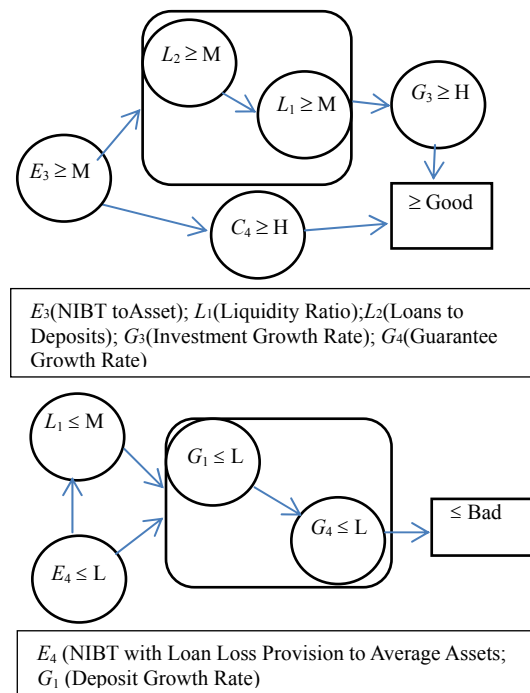 L₂ ≥ M
L₁ ≥ M
G₃ ≥ H
E₃ ≥ M
C₄ ≥ H
≥ Good
E₃(NIBT toAsset); L₁(Liquidity Ratio);L₂(Loans to
Deposits); G₃(Investment Growth Rate); G₄(Guarantee
Growth Rate)
L₁ ≤ M
G₁ ≤ L
G₄ ≤ L
≤ Bad
E₄ ≤ L
E₄ (NIBT with Loan Loss Provision to Average Assets;
G₁ (Deposit Growth Rate)